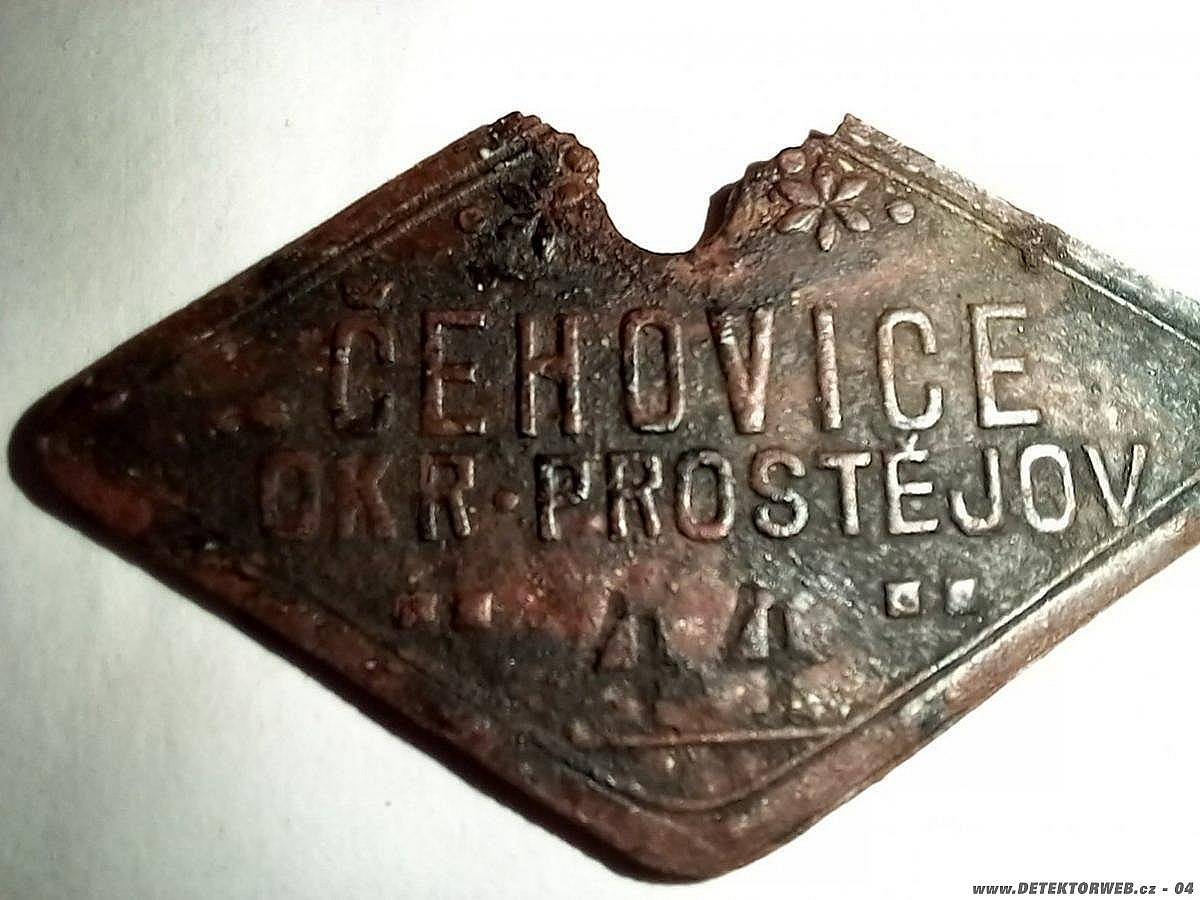 ČEHOVICE
OKR·PROSTĚJOV
44
www.DETEKTORWEB.cz - 04